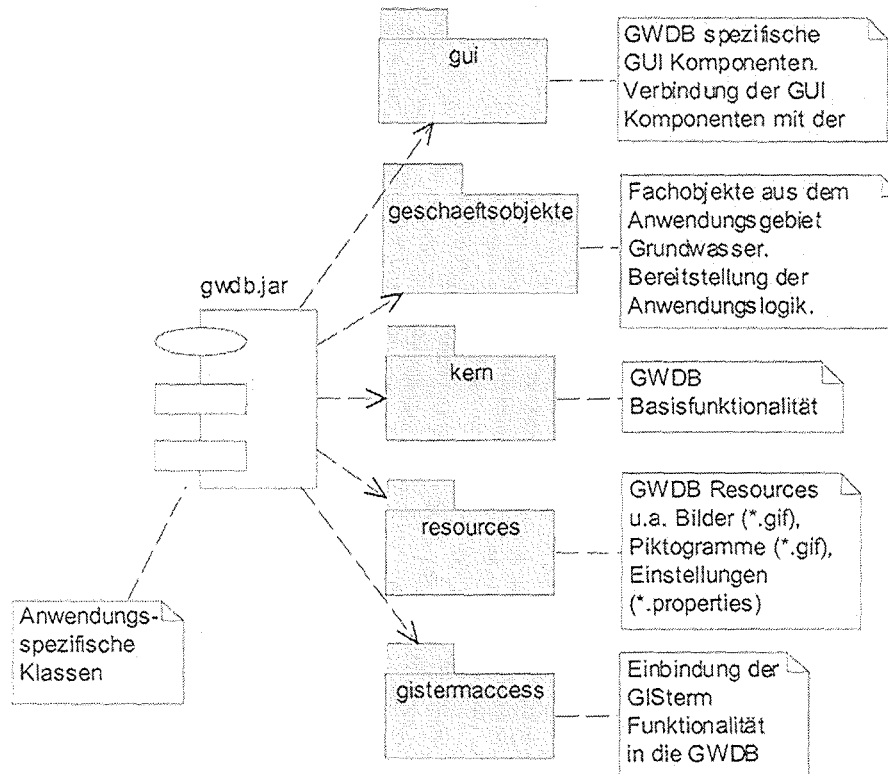 gui
GWDB spezifische
GUI Komponenten.
Verbindung der GUI
Komponenten mit der
geschaeftsobjekte
Fachobjekte aus dem
Anwendungsgebiet
Grundwasser.
Bereitstellung der
Anwendungslogik.
gwdb.jar
kern
GWDB
Basisfunktionalität
resources
GWDB Resources
u.a. Bilder (*.gif),
Piktogramme (*.gif),
Einstellungen
(*.properties)
Anwendungs-
spezifische
Klassen
gistermaccess
Einbindung der
GISterm
Funktionalität
in die GWDB